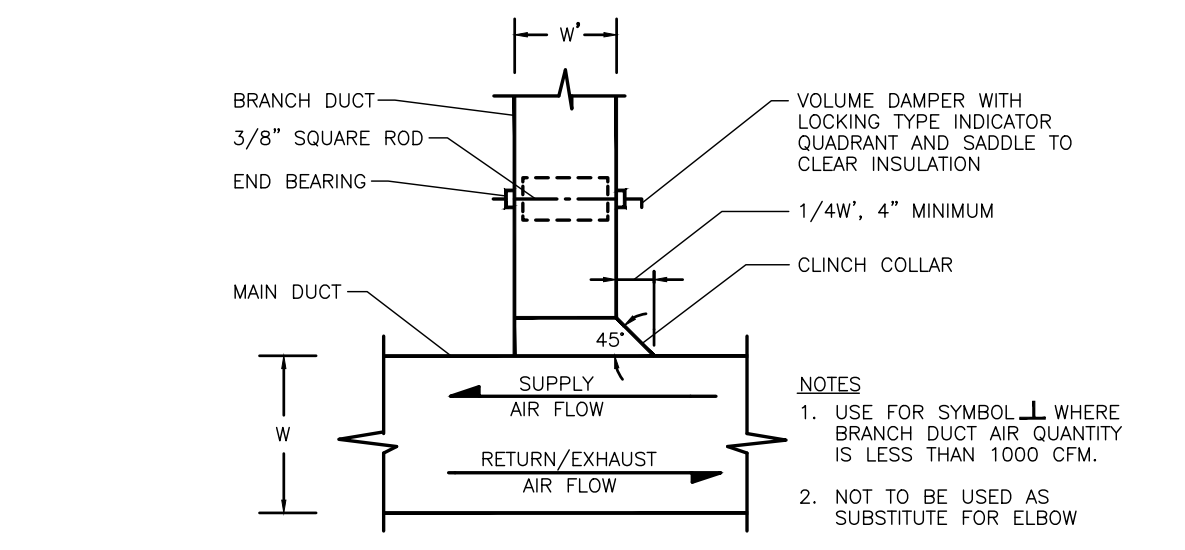 W'
BRANCH DUCT
3/8" SQUARE ROD
END BEARING
MAIN DUCT
VOLUME DAMPER WITH
LOCKING TYPE INDICATOR
QUADRANT AND SADDLE TO
CLEAR INSULATION
1/4W', 4" MINIMUM
CLINCH COLLAR
45°
W
SUPPLY
AIR FLOW
RETURN/EXHAUST
AIR FLOW
NOTES
1. USE FOR SYMBOL ⊥ WHERE
BRANCH DUCT AIR QUANTITY
IS LESS THAN 1000 CFM.
2. NOT TO BE USED AS
SUBSTITUTE FOR ELBOW